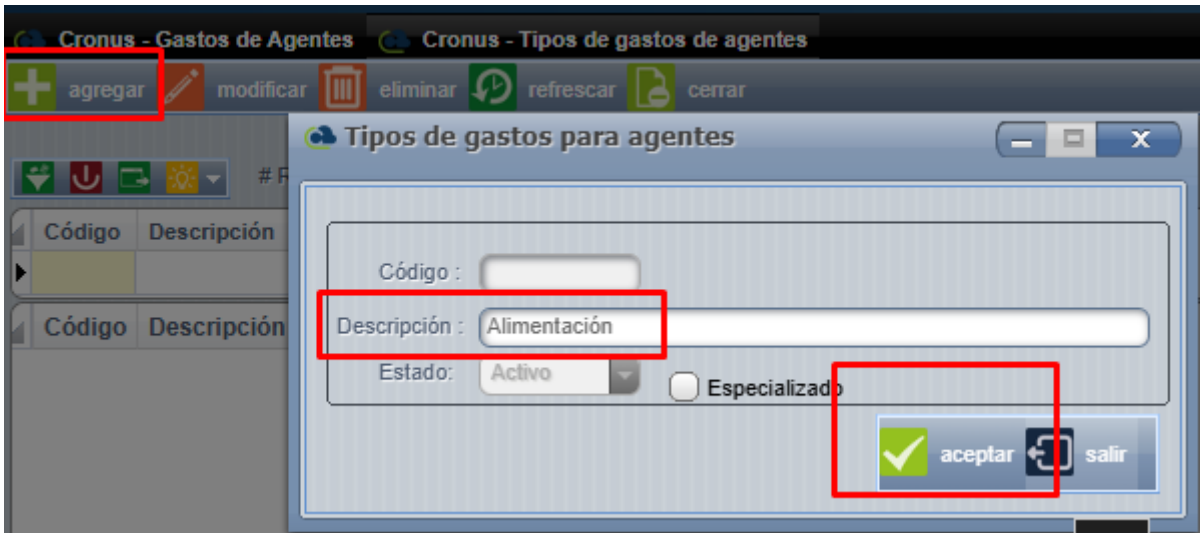 Cronus - Gastos de Agentes Cronus - Tipos de gastos de agentes
agregar modificar eliminar refrescar cerrar
Tipos de gastos para agentes
#
Código Descripción
Código :
Descripción : Alimentación
Código Descripción
Estado: Activo Especializado
aceptar salir